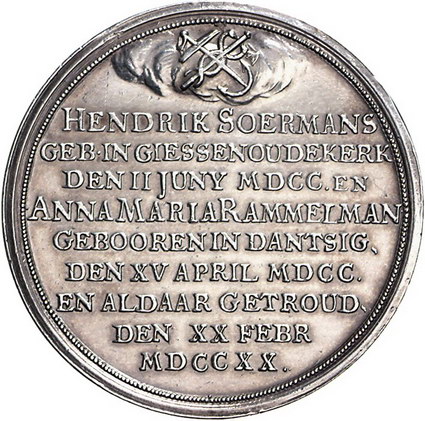 HENDRIK SOERMANS
GEB·IN GIESSENOUDEKERK
DEN II JUNY MDCC. EN
ANNA MARIA RAMMELMAN
GEBOOREN IN DANTSIG,
DEN XV APRIL MDCC.
EN ALDAAR GETROUD,
DEN XX FEBR
MDCCXX.